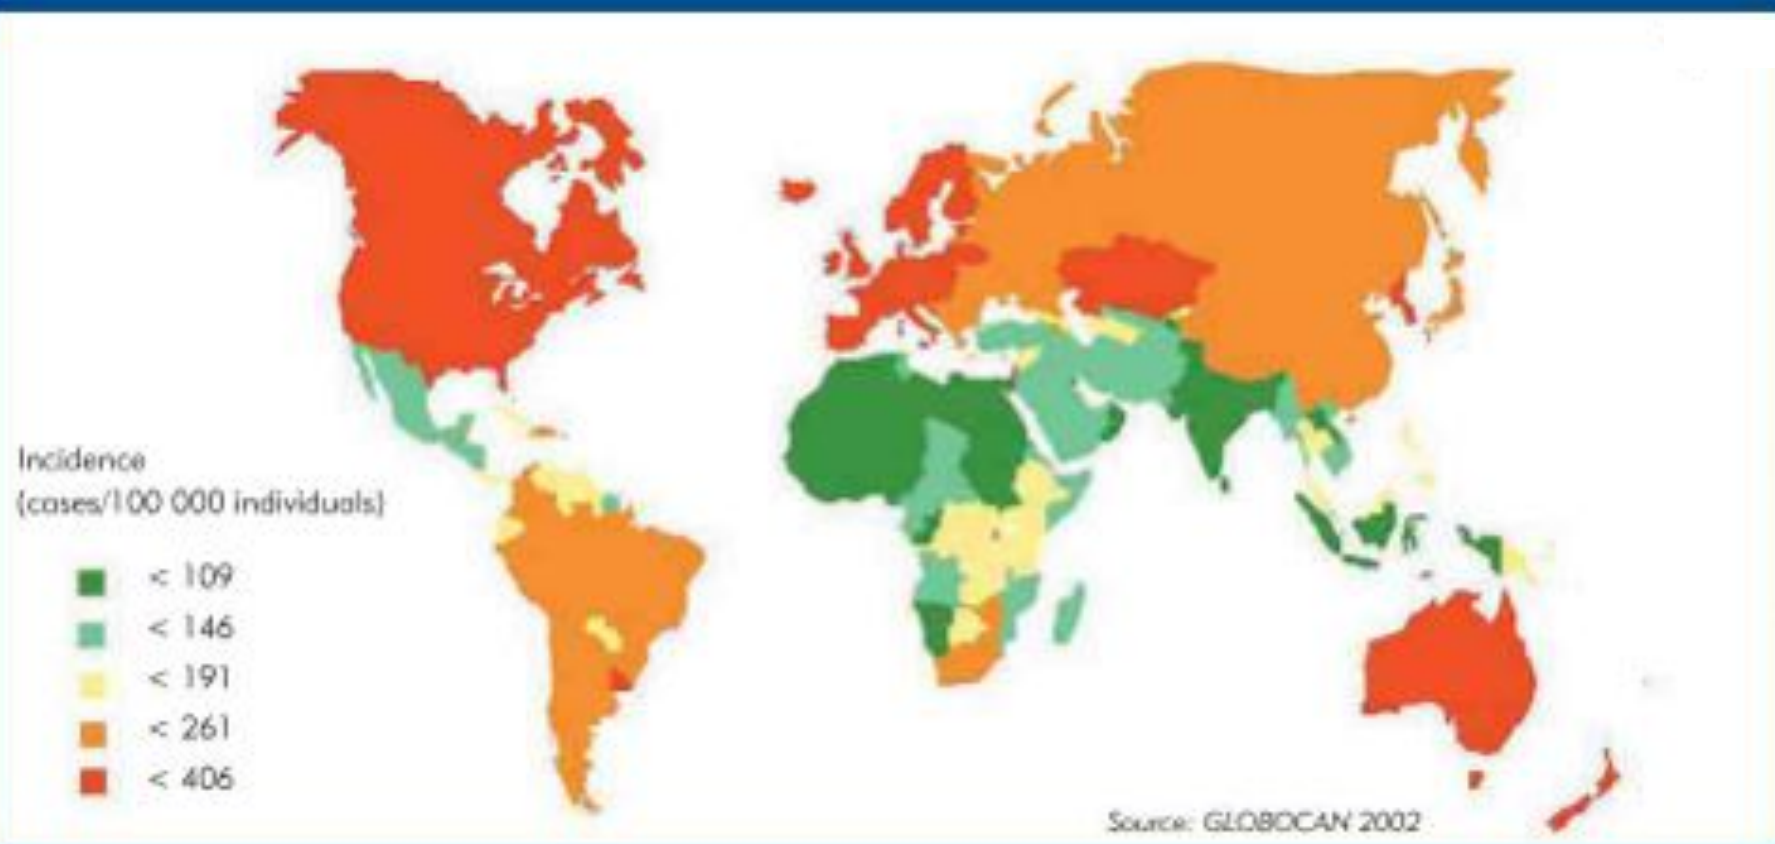 Incidence
(cases/100 000 individuals)
< 109
< 146
< 191
< 261
< 406
Source: GLOBOCAN 2002